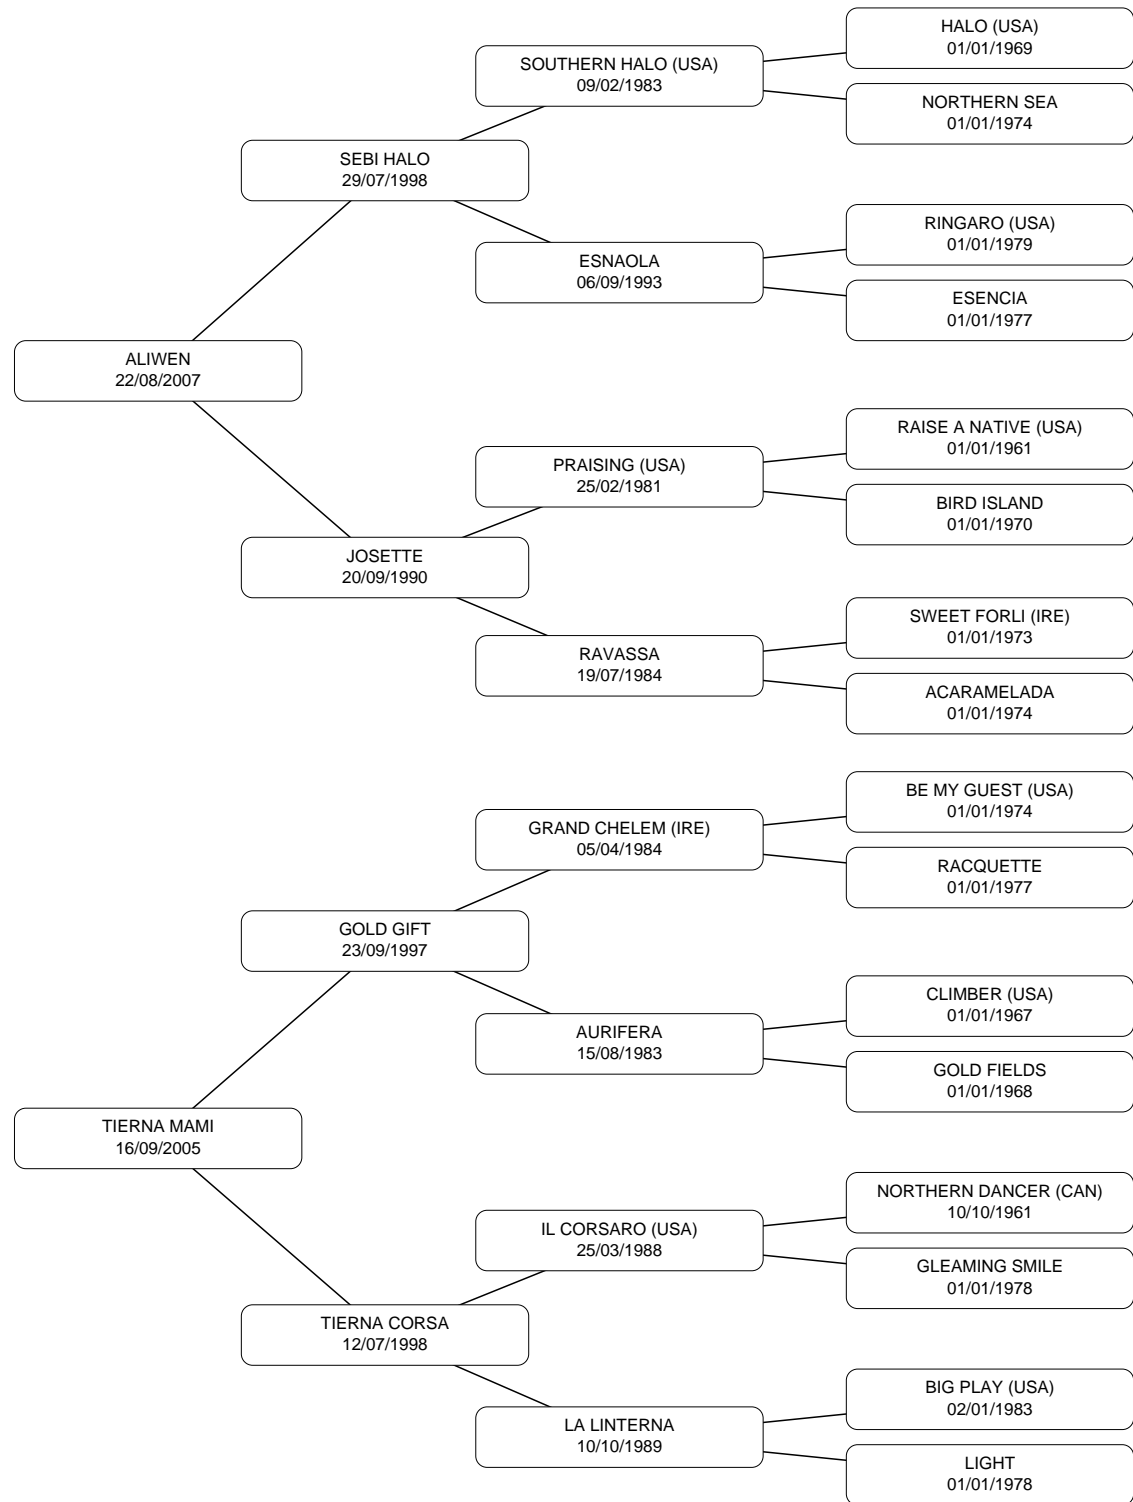 HALO (USA)
01/01/1969
SOUTHERN HALO (USA)
09/02/1983
NORTHERN SEA
01/01/1974
SEBI HALO
29/07/1998
RINGARO (USA)
01/01/1979
ESNAOLA
06/09/1993
ESENCIA
01/01/1977
ALIWEN
22/08/2007
RAISE A NATIVE (USA)
01/01/1961
PRAISING (USA)
25/02/1981
BIRD ISLAND
01/01/1970
JOSETTE
20/09/1990
SWEET FORLI (IRE)
01/01/1973
RAVASSA
19/07/1984
ACARAMELADA
01/01/1974
BE MY GUEST (USA)
01/01/1974
GRAND CHELEM (IRE)
05/04/1984
RACQUETTE
01/01/1977
GOLD GIFT
23/09/1997
CLIMBER (USA)
01/01/1967
AURIFERA
15/08/1983
GOLD FIELDS
01/01/1968
TIERNA MAMI
16/09/2005
NORTHERN DANCER (CAN)
10/10/1961
IL CORSARO (USA)
25/03/1988
GLEAMING SMILE
01/01/1978
TIERNA CORSA
12/07/1998
BIG PLAY (USA)
02/01/1983
LA LINTERNA
10/10/1989
LIGHT
01/01/1978